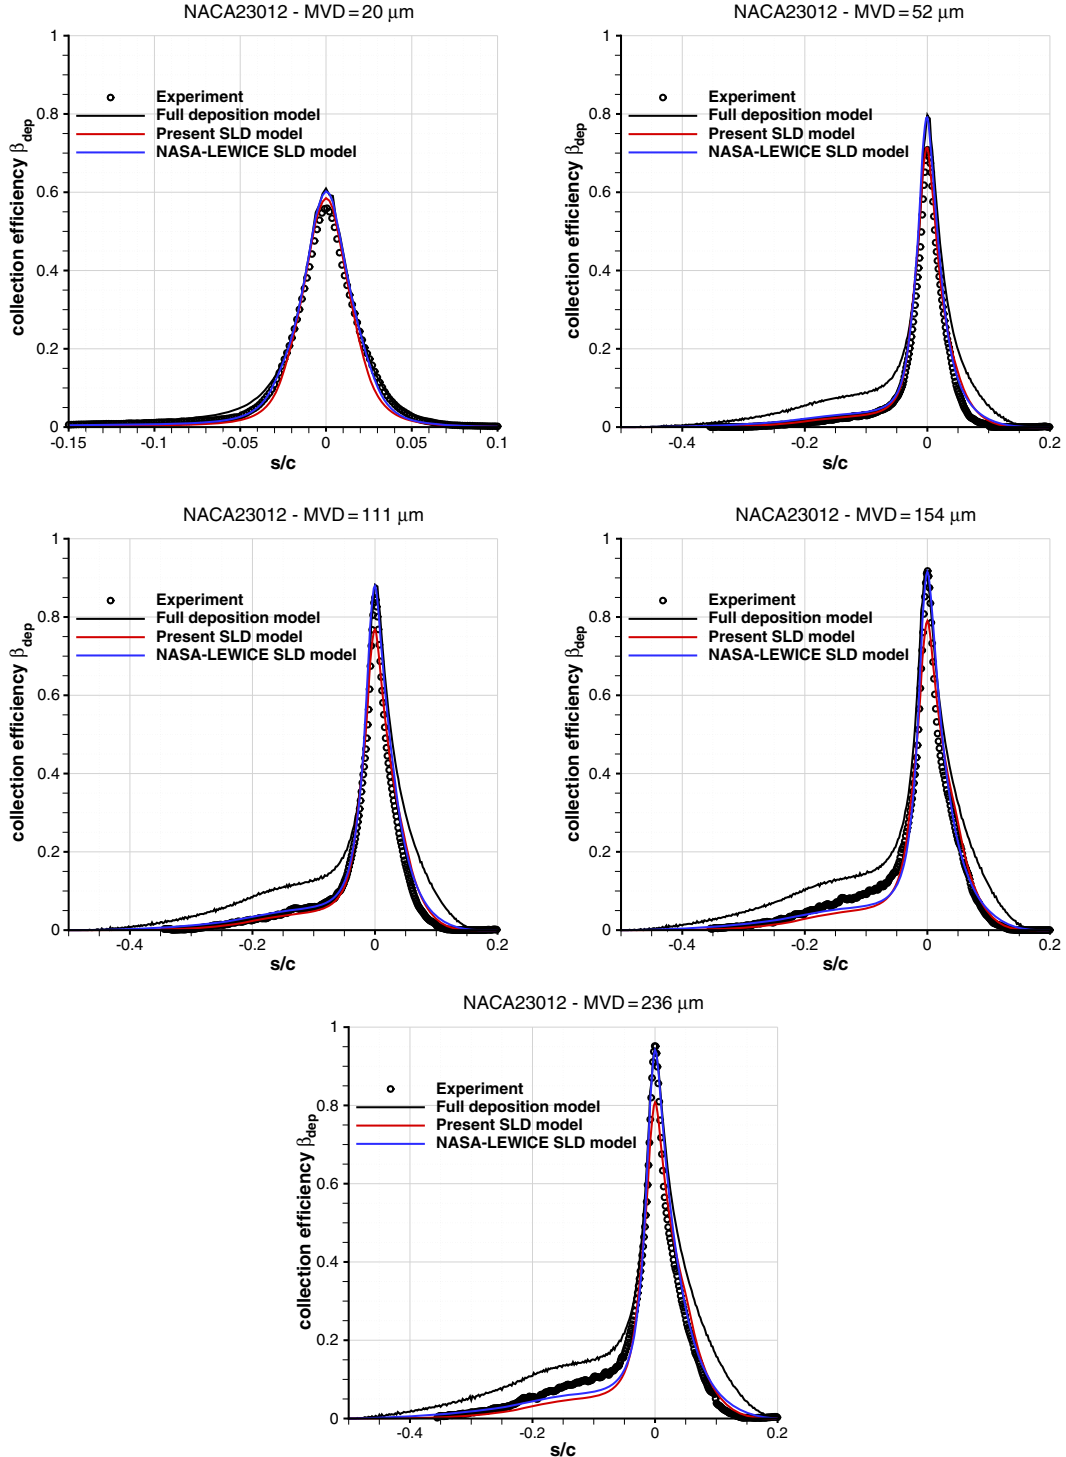 NACA23012 - MVD = 20 μm
NACA23012 - MVD = 52 μm
1
0.8
0.6
0.4
0.2
0
collection efficiency βdep
Experiment
Full deposition model
Present SLD model
NASA-LEWICE SLD model
-0.15
-0.1
-0.05
0
0.05
0.1
s/c
1
0.8
0.6
0.4
0.2
0
collection efficiency βdep
Experiment
Full deposition model
Present SLD model
NASA-LEWICE SLD model
-0.4
-0.2
0
0.2
s/c
NACA23012 - MVD = 111 μm
NACA23012 - MVD = 154 μm
1
0.8
0.6
0.4
0.2
0
collection efficiency βdep
Experiment
Full deposition model
Present SLD model
NASA-LEWICE SLD model
-0.4
-0.2
0
0.2
s/c
1
0.8
0.6
0.4
0.2
0
collection efficiency βdep
Experiment
Full deposition model
Present SLD model
NASA-LEWICE SLD model
-0.4
-0.2
0
0.2
s/c
NACA23012 - MVD = 236 μm
1
0.8
0.6
0.4
0.2
0
collection efficiency βdep
Experiment
Full deposition model
Present SLD model
NASA-LEWICE SLD model
-0.4
-0.2
0
0.2
s/c